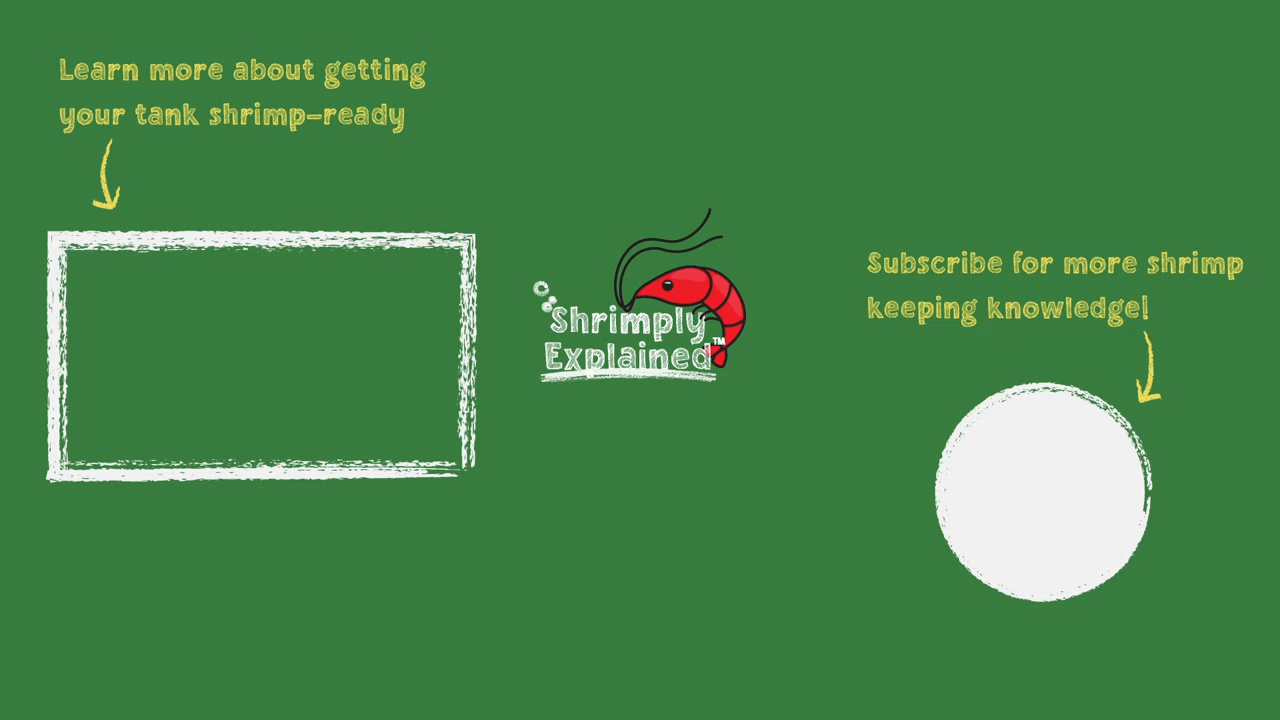 Learn more about getting
your tank shrimp-ready
Shrimply
Explained™
Subscribe for more shrimp
keeping knowledge!